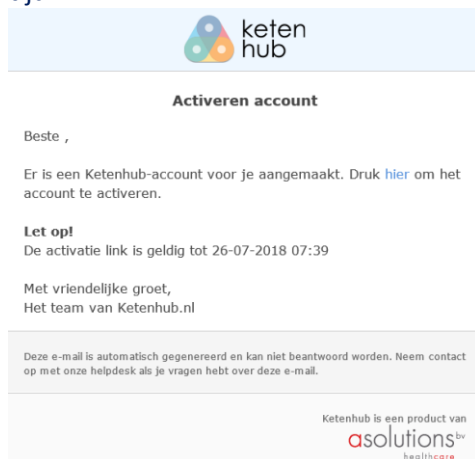 keten
hub
Activeren account
Beste ,
Er is een Ketenhub-account voor je aangemaakt. Druk hier om het
account te activeren.
Let op!
De activatie link is geldig tot 26-07-2018 07:39
Met vriendelijke groet,
Het team van Ketenhub.nl
Deze e-mail is automatisch gegenereerd en kan niet beantwoord worden. Neem contact
op met onze helpdesk als je vragen hebt over deze e-mail.
Ketenhub is een product van
asolutions bv
healthcare